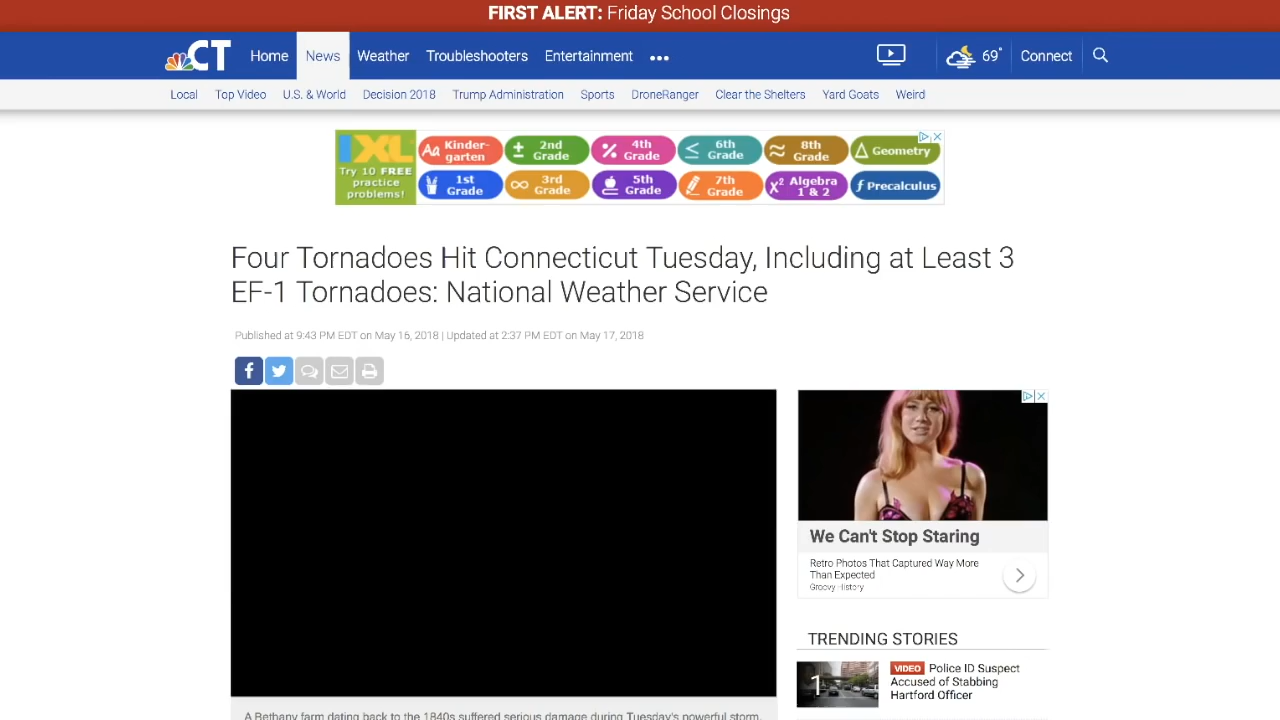 FIRST ALERT: Friday School Closings
CT Home News Weather Troubleshooters Entertainment 69° Connect
Local Top Video U.S. & World Decision 2018 Trump Administration Sports DroneRanger Clear the Shelters Yard Goats Weird
IXL
Try 10 FREE
practice
problems!
Kinder-
garten
2nd
Grade
4th
Grade
6th
Grade
8th
Grade
Geometry
1st
Grade
3rd
Grade
5th
Grade
7th
Grade
Algebra
1 & 2
Precalculus
Four Tornadoes Hit Connecticut Tuesday, Including at Least 3
EF-1 Tornadoes: National Weather Service
Published at 9:43 PM EDT on May 16, 2018 | Updated at 2:37 PM EDT on May 17, 2018
We Can't Stop Staring
Retro Photos That Captured Way More
Than Expected
Groovy History
TRENDING STORIES
1
VIDEO Police ID Suspect
Accused of Stabbing
Hartford Officer
A Bethany farm dating back to the 1840s suffered serious damage during Tuesday's powerful storm.